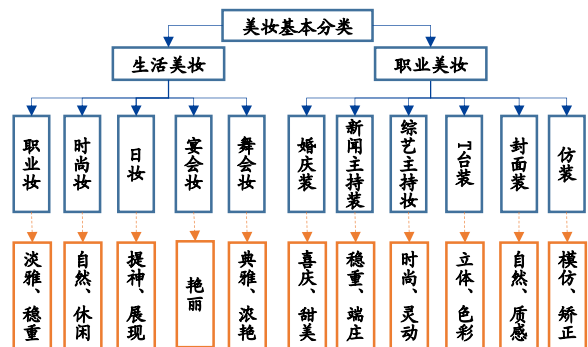 美妆基本分类
生活美妆
职业美妆
职业妆
时尚妆
日妆
宴会妆
舞会妆
婚庆装
新闻主持装
综艺主持妆
T台装
封面装
仿装
淡雅、稳重
自然、休闲
提神、展现
艳丽
典雅、浓艳
喜庆、甜美
稳重、端庄
时尚、灵动
立体、色彩
自然、质感
模仿、矫正